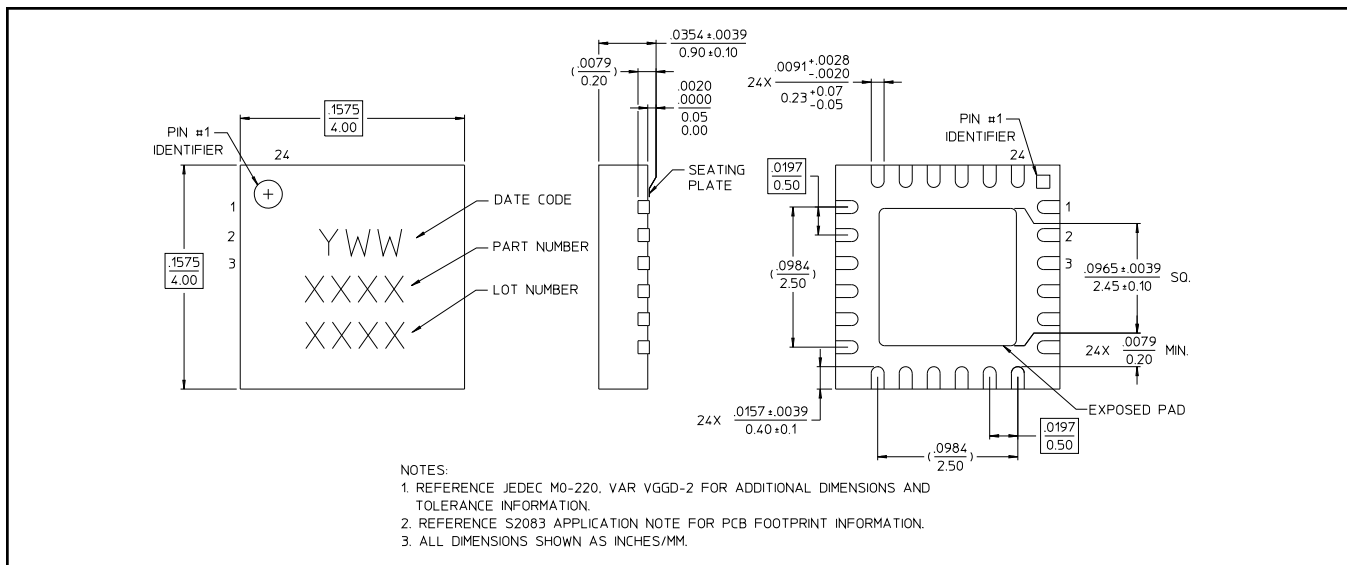 .1575
4.00
PIN #1
IDENTIFIER
24
1
2
3
.1575
4.00
YWW
XXXX
XXXX
DATE CODE
PART NUMBER
LOT NUMBER
.0354±.0039
0.90±0.10
(.0079
0.20)
.0020
.0000
0.05
0.00
SEATING
PLATE
24X .0091 +.0028 -.0020
0.23 +0.07 -0.05
PIN #1
IDENTIFIER
24
.0197
0.50
1
2
3
(.0984
2.50)
.0965±.0039 SQ.
2.45±0.10
24X .0079 MIN.
0.20
EXPOSED PAD
24X .0157±.0039
0.40±0.1
(.0984
2.50)
.0197
0.50
NOTES:
1. REFERENCE JEDEC MO-220, VAR VGGD-2 FOR ADDITIONAL DIMENSIONS AND
TOLERANCE INFORMATION.
2. REFERENCE S2083 APPLICATION NOTE FOR PCB FOOTPRINT INFORMATION.
3. ALL DIMENSIONS SHOWN AS INCHES/MM.